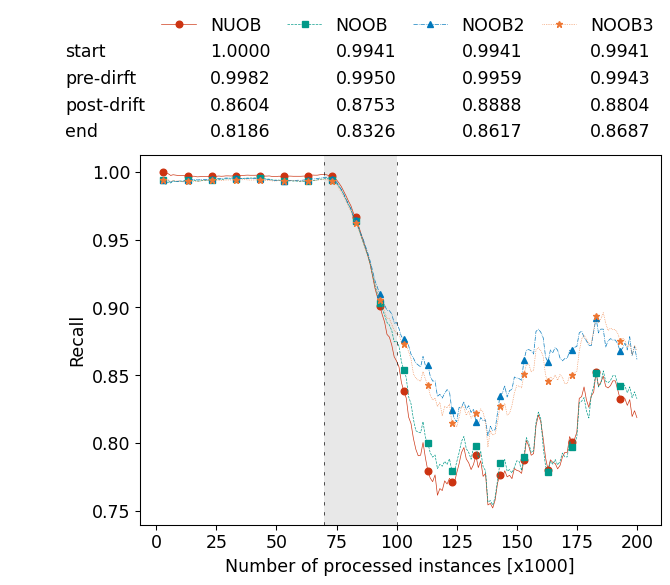 NUOB NOOB NOOB2 NOOB3
start 1.0000 0.9941 0.9941 0.9941
pre-dirft 0.9982 0.9950 0.9959 0.9943
post-drift 0.8604 0.8753 0.8888 0.8804
end 0.8186 0.8326 0.8617 0.8687
1.00
0.95
0.90
0.85
0.80
0.75
Recall
0 25 50 75 100 125 150 175 200
Number of processed instances [x1000]